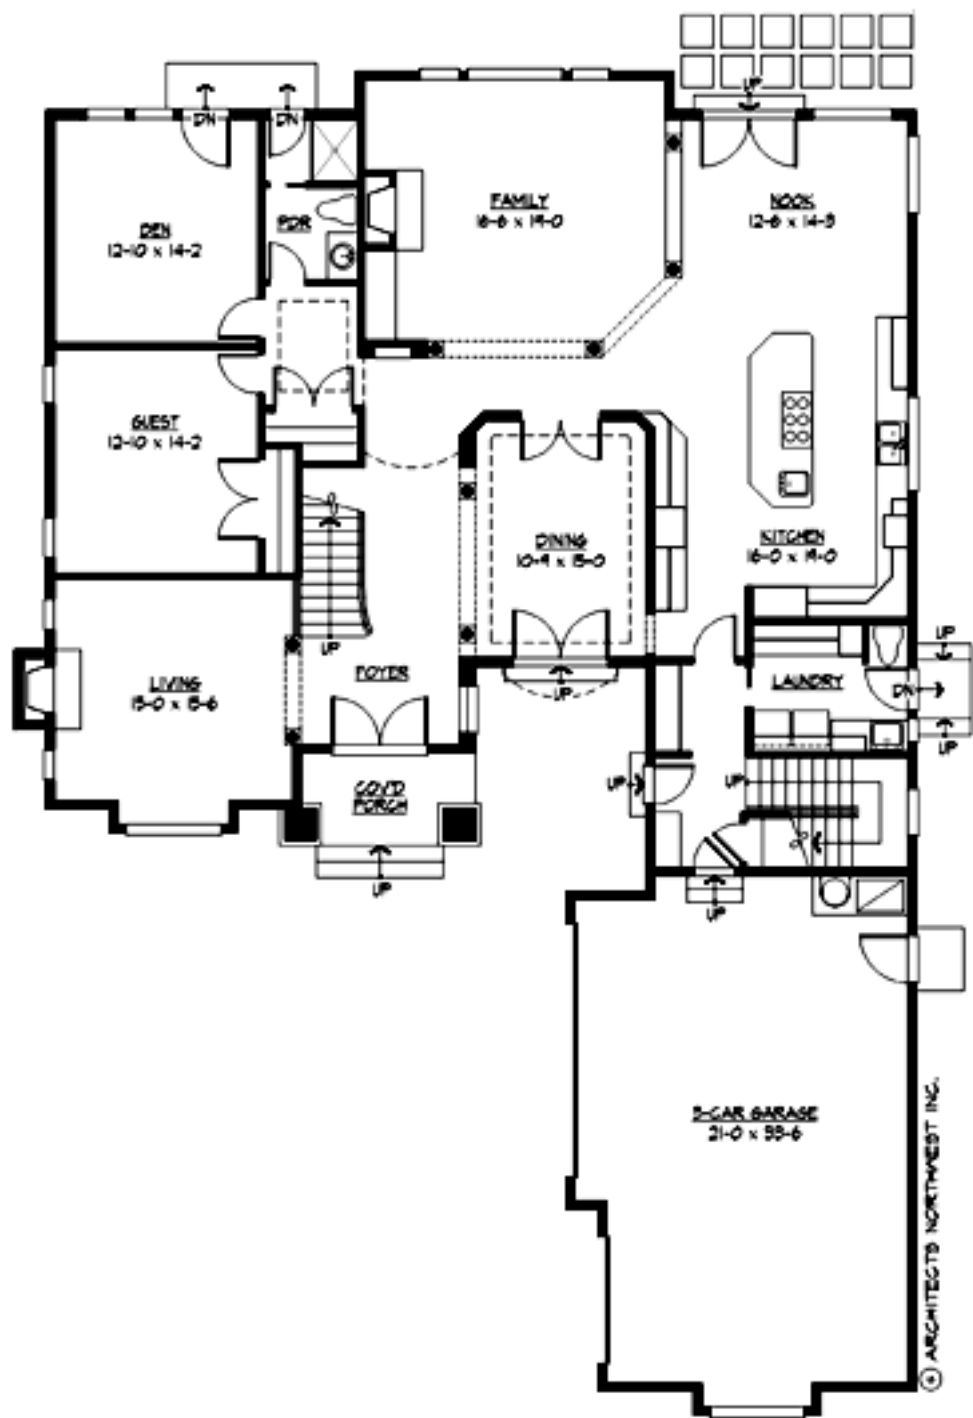 UP
DN
DN
FAMILY
16-6 x 19-0
NOOK
12-6 x 14-3
PDR
DEN
12-10 x 14-2
GUEST
12-10 x 14-2
DINING
10-9 x 15-0
KITCHEN
16-0 x 19-0
UP
UP
FOYER
LIVING
15-0 x 15-6
LAUNDRY
DN
UP
UP
UP
UP
COV'D
PORCH
UP
UP
3-CAR GARAGE
21-0 x 33-6
© ARCHITECTS NORTHWEST INC.